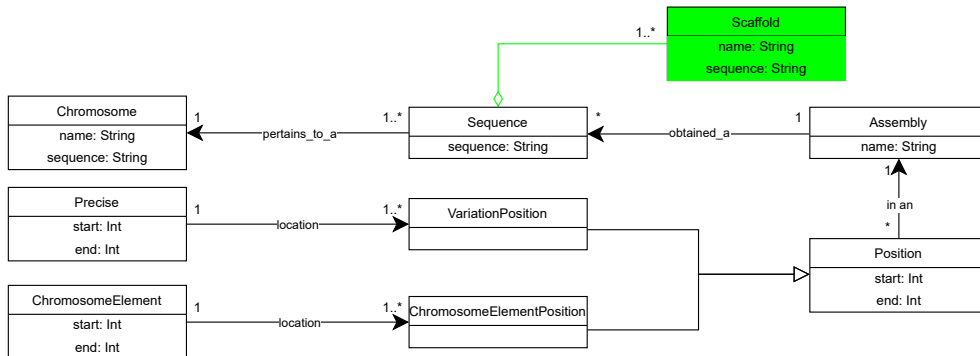 Scaffold
name: String
sequence: String
1..*
Chromosome
name: String
sequence: String
1
pertains_to_a
1..*
Sequence
sequence: String
*
obtained_a
1
Assembly
name: String
1
in an
*
Precise
start: Int
end: Int
1
location
1..*
VariationPosition
Position
start: Int
end: Int
ChromosomeElement
start: Int
end: Int
1
location
1..*
ChromosomeElementPosition